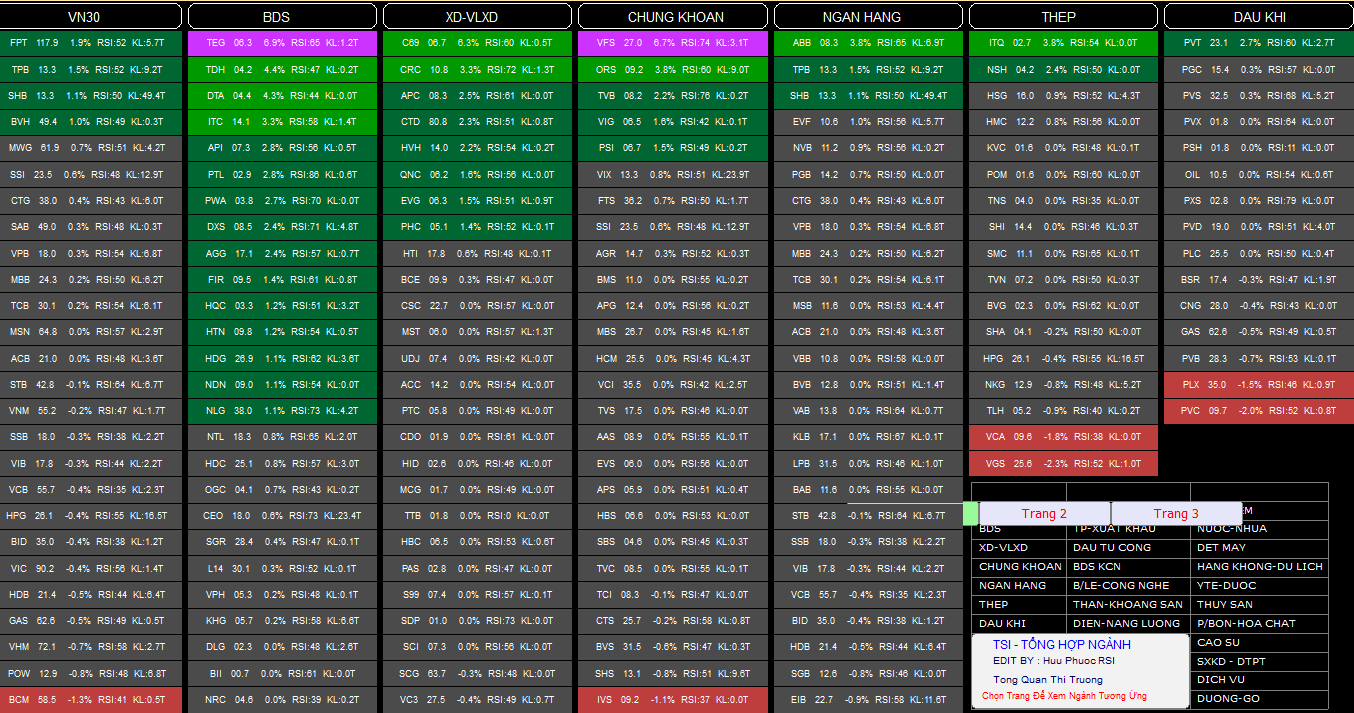 VN30
FPT 117.9 1.9% RSI:52 KL:5.7T
TPB 13.3 1.5% RSI:52 KL:9.2T
SHB 13.3 1.1% RSI:50 KL:49.4T
BVH 49.4 1.0% RSI:49 KL:0.3T
MWG 61.9 0.7% RSI:51 KL:4.2T
SSI 23.5 0.6% RSI:48 KL:12.9T
CTG 38.0 0.4% RSI:43 KL:6.0T
SAB 49.0 0.3% RSI:48 KL:0.3T
VPB 18.0 0.3% RSI:54 KL:6.8T
MBB 24.3 0.2% RSI:50 KL:6.2T
TCB 30.1 0.2% RSI:54 KL:6.1T
MSN 64.8 0.0% RSI:57 KL:2.9T
ACB 21.0 0.0% RSI:48 KL:3.6T
STB 42.8 -0.1% RSI:64 KL:6.7T
VNM 55.2 -0.2% RSI:47 KL:1.7T
SSB 18.0 -0.3% RSI:38 KL:2.2T
VIB 17.8 -0.3% RSI:44 KL:2.2T
VCB 55.7 -0.4% RSI:35 KL:2.3T
HPG 26.1 -0.4% RSI:55 KL:16.5T
BID 35.0 -0.4% RSI:38 KL:1.2T
VIC 90.2 -0.4% RSI:56 KL:1.4T
HDB 21.4 -0.5% RSI:44 KL:6.4T
GAS 62.6 -0.5% RSI:49 KL:0.5T
VHM 72.1 -0.7% RSI:58 KL:2.7T
POW 12.9 -0.8% RSI:48 KL:6.8T
BCM 58.5 -1.3% RSI:41 KL:0.5T
BDS
TEG 06.3 6.9% RSI:65 KL:1.2T
TDH 04.2 4.4% RSI:47 KL:0.2T
DTA 04.4 4.3% RSI:44 KL:0.0T
ITC 14.1 3.3% RSI:58 KL:1.4T
API 07.3 2.8% RSI:56 KL:0.5T
PTL 02.9 2.8% RSI:86 KL:0.6T
PWA 03.8 2.7% RSI:70 KL:0.0T
DXS 08.5 2.4% RSI:71 KL:4.8T
AGG 17.1 2.4% RSI:57 KL:0.7T
FIR 09.5 1.4% RSI:61 KL:0.8T
HQC 03.3 1.2% RSI:51 KL:3.2T
HTN 09.8 1.2% RSI:54 KL:0.5T
HDG 26.9 1.1% RSI:62 KL:3.6T
NDN 09.0 1.1% RSI:54 KL:0.0T
NLG 38.0 1.1% RSI:73 KL:4.2T
NTL 18.3 0.8% RSI:65 KL:2.0T
HDC 25.1 0.8% RSI:57 KL:3.0T
OGC 04.1 0.7% RSI:43 KL:0.2T
CEO 18.0 0.6% RSI:73 KL:23.4T
SGR 28.4 0.4% RSI:47 KL:0.1T
L14 30.1 0.3% RSI:52 KL:0.1T
VPH 05.3 0.2% RSI:48 KL:0.1T
KHG 05.7 0.2% RSI:58 KL:6.6T
DLG 02.3 0.0% RSI:48 KL:2.6T
BII 00.7 0.0% RSI:61 KL:0.0T
NRC 04.6 0.0% RSI:39 KL:0.2T
XD-VLXD
C69 06.7 6.3% RSI:60 KL:0.5T
CRC 10.8 3.3% RSI:72 KL:1.3T
APC 08.3 2.5% RSI:61 KL:0.0T
CTD 80.8 2.3% RSI:51 KL:0.8T
HVH 14.0 2.2% RSI:54 KL:0.2T
QNC 06.2 1.6% RSI:56 KL:0.0T
EVG 06.3 1.5% RSI:51 KL:0.9T
PHC 05.1 1.4% RSI:52 KL:0.1T
HTI 17.8 0.6% RSI:48 KL:0.1T
BCE 09.9 0.3% RSI:47 KL:0.0T
CSC 22.7 0.0% RSI:57 KL:0.0T
MST 06.0 0.0% RSI:57 KL:1.3T
UDJ 07.4 0.0% RSI:42 KL:0.0T
ACC 14.2 0.0% RSI:54 KL:0.0T
PTC 05.8 0.0% RSI:49 KL:0.0T
CDO 01.9 0.0% RSI:61 KL:0.0T
HID 02.6 0.0% RSI:46 KL:0.0T
MCG 01.7 0.0% RSI:49 KL:0.0T
TTB 01.8 0.0% RSI:0 KL:0.0T
HBC 06.5 0.0% RSI:53 KL:0.6T
PAS 02.8 0.0% RSI:47 KL:0.0T
S99 07.4 0.0% RSI:57 KL:0.1T
SDP 01.0 0.0% RSI:73 KL:0.0T
SCI 07.3 0.0% RSI:56 KL:0.0T
SCG 63.7 -0.3% RSI:48 KL:0.0T
VC3 27.5 -0.4% RSI:49 KL:0.7T
CHUNG KHOAN
VFS 27.0 6.7% RSI:74 KL:3.1T
ORS 09.2 3.8% RSI:60 KL:9.0T
TVB 08.2 2.2% RSI:76 KL:0.2T
VIG 06.5 1.6% RSI:42 KL:0.1T
PSI 06.7 1.5% RSI:49 KL:0.2T
VIX 13.3 0.8% RSI:51 KL:23.9T
FTS 36.2 0.7% RSI:50 KL:1.7T
SSI 23.5 0.6% RSI:48 KL:12.9T
AGR 14.7 0.3% RSI:52 KL:0.3T
BMS 11.0 0.0% RSI:55 KL:0.2T
APG 12.4 0.0% RSI:56 KL:0.2T
MBS 26.7 0.0% RSI:45 KL:1.6T
HCM 25.5 0.0% RSI:45 KL:4.3T
VCI 35.5 0.0% RSI:42 KL:2.5T
TVS 17.5 0.0% RSI:46 KL:0.0T
AAS 08.9 0.0% RSI:55 KL:0.1T
EVS 06.0 0.0% RSI:56 KL:0.0T
APS 05.9 0.0% RSI:51 KL:0.4T
HBS 06.6 0.0% RSI:53 KL:0.0T
SBS 04.6 0.0% RSI:45 KL:0.3T
TVC 08.5 0.0% RSI:55 KL:0.1T
TCI 08.3 -0.1% RSI:47 KL:0.0T
CTS 25.7 -0.2% RSI:58 KL:0.8T
BVS 31.5 -0.6% RSI:47 KL:0.3T
SHS 13.1 -0.8% RSI:51 KL:9.6T
IVS 09.2 -1.1% RSI:37 KL:0.0T
NGAN HANG
ABB 08.3 3.8% RSI:65 KL:6.9T
TPB 13.3 1.5% RSI:52 KL:9.2T
SHB 13.3 1.1% RSI:50 KL:49.4T
EVF 10.6 1.0% RSI:56 KL:5.7T
NVB 11.2 0.9% RSI:56 KL:0.2T
PGB 14.2 0.7% RSI:50 KL:0.0T
CTG 38.0 0.4% RSI:43 KL:6.0T
VPB 18.0 0.3% RSI:54 KL:6.8T
MBB 24.3 0.2% RSI:50 KL:6.2T
TCB 30.1 0.2% RSI:54 KL:6.1T
MSB 11.6 0.0% RSI:53 KL:4.4T
ACB 21.0 0.0% RSI:48 KL:3.6T
VBB 10.8 0.0% RSI:58 KL:0.0T
BVB 12.8 0.0% RSI:51 KL:1.4T
VAB 13.8 0.0% RSI:64 KL:0.7T
KLB 17.1 0.0% RSI:67 KL:0.1T
LPB 31.5 0.0% RSI:46 KL:1.0T
BAB 11.6 0.0% RSI:55 KL:0.0T
STB 42.8 -0.1% RSI:64 KL:6.7T
SSB 18.0 -0.3% RSI:38 KL:2.2T
VIB 17.8 -0.3% RSI:44 KL:2.2T
VCB 55.7 -0.4% RSI:35 KL:2.3T
BID 35.0 -0.4% RSI:38 KL:1.2T
HDB 21.4 -0.5% RSI:44 KL:6.4T
SGB 12.6 -0.8% RSI:46 KL:0.0T
EIB 22.7 -0.9% RSI:58 KL:11.6T
THEP
ITQ 02.7 3.8% RSI:54 KL:0.0T
NSH 04.2 2.4% RSI:50 KL:0.0T
HSG 16.0 0.9% RSI:52 KL:4.3T
HMC 12.2 0.8% RSI:56 KL:0.0T
KVC 01.6 0.0% RSI:48 KL:0.1T
POM 01.6 0.0% RSI:60 KL:0.0T
TNS 04.0 0.0% RSI:35 KL:0.0T
SHI 14.4 0.0% RSI:46 KL:0.3T
SMC 11.1 0.0% RSI:65 KL:0.1T
TVN 07.2 0.0% RSI:50 KL:0.3T
BVG 02.3 0.0% RSI:62 KL:0.0T
SHA 04.1 -0.2% RSI:50 KL:0.0T
HPG 26.1 -0.4% RSI:55 KL:16.5T
NKG 12.9 -0.8% RSI:48 KL:5.2T
TLH 05.2 -0.9% RSI:40 KL:0.2T
VCA 09.6 -1.8% RSI:38 KL:0.0T
VGS 25.6 -2.3% RSI:52 KL:1.0T
DAU KHI
PVT 23.1 2.7% RSI:60 KL:2.7T
PGC 15.4 0.3% RSI:57 KL:0.0T
PVS 32.5 0.3% RSI:68 KL:5.2T
PVX 01.8 0.0% RSI:64 KL:0.0T
PSH 01.8 0.0% RSI:11 KL:0.0T
OIL 10.5 0.0% RSI:54 KL:0.6T
PXS 02.8 0.0% RSI:79 KL:0.0T
PVD 19.0 0.0% RSI:51 KL:4.0T
PLC 25.5 0.0% RSI:50 KL:0.4T
BSR 17.4 -0.3% RSI:47 KL:1.9T
CNG 28.0 -0.4% RSI:43 KL:0.0T
GAS 62.6 -0.5% RSI:49 KL:0.5T
PVB 28.3 -0.7% RSI:53 KL:0.1T
PLX 35.0 -1.5% RSI:46 KL:0.9T
PVC 09.7 -2.0% RSI:52 KL:0.8T
Trang 2 Trang 3 EM
BDS TP-XUAT KHAU NUOC-NHUA
XD-VLXD DAU TU CONG DET MAY
CHUNG KHOAN BDS KCN HANG KHONG-DU LICH
NGAN HANG B/LE-CONG NGHE YTE-DUOC
THEP THAN-KHOANG SAN THUY SAN
DAU KHI DIEN-NANG LUONG P/BON-HOA CHAT
CAO SU
SXKD - DTPT
DICH VU
DUONG-GO
TSI - TỔNG HỢP NGÀNH
EDIT BY : Huu Phuoc RSI
Tong Quan Thi Truong
Chọn Trang Để Xem Ngành Tương Ứng